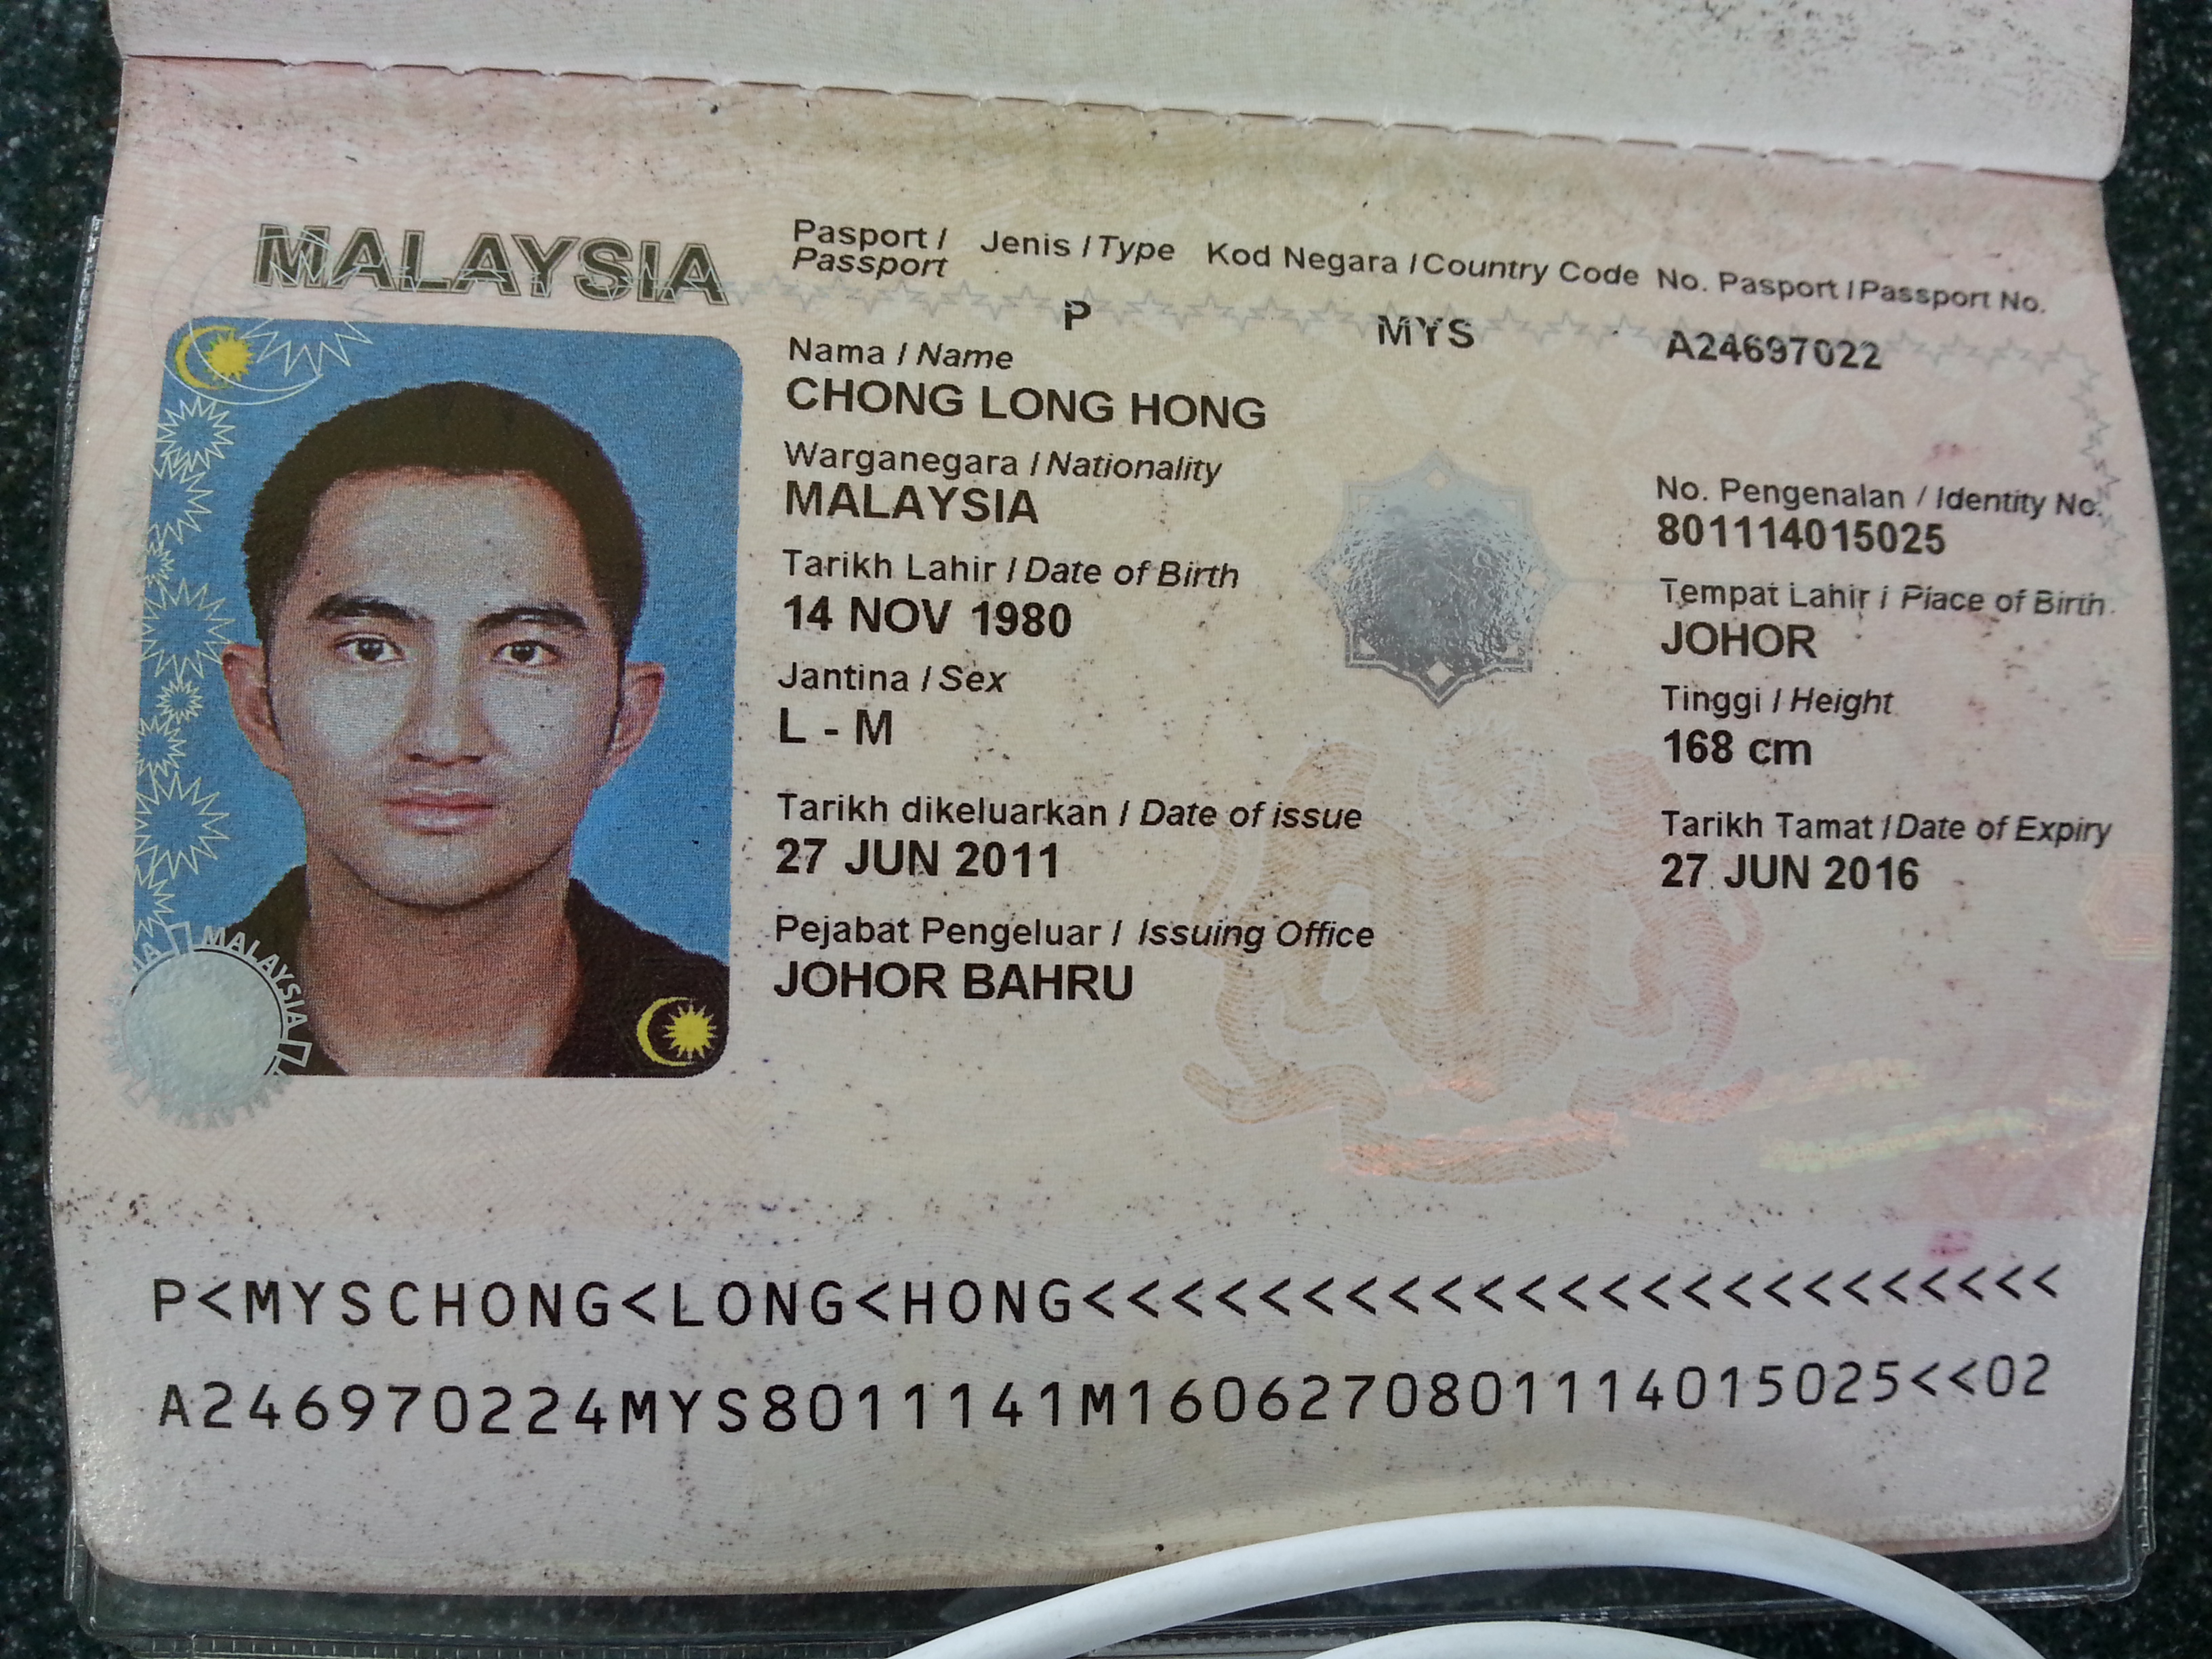 MALAYSIA
Pasport / Passport Jenis / Type Kod Negara / Country Code No. Pasport / Passport No.
P MYS A24697022
Nama / Name
CHONG LONG HONG
Warganegara / Nationality
MALAYSIA
No. Pengenalan / Identity No.
801114015025
Tarikh Lahir / Date of Birth
14 NOV 1980
Tempat Lahir / Place of Birth
JOHOR
Jantina / Sex
L - M
Tinggi / Height
168 cm
Tarikh dikeluarkan / Date of issue
27 JUN 2011
Tarikh Tamat / Date of Expiry
27 JUN 2016
Pejabat Pengeluar / Issuing Office
JOHOR BAHRU
MALAYSIA
P<MYSCHONG<LONG<HONG<<<<<<<<<<<<<<<<<<<<<<<<
A246970224MYS8011141M1606270801114015025<<02